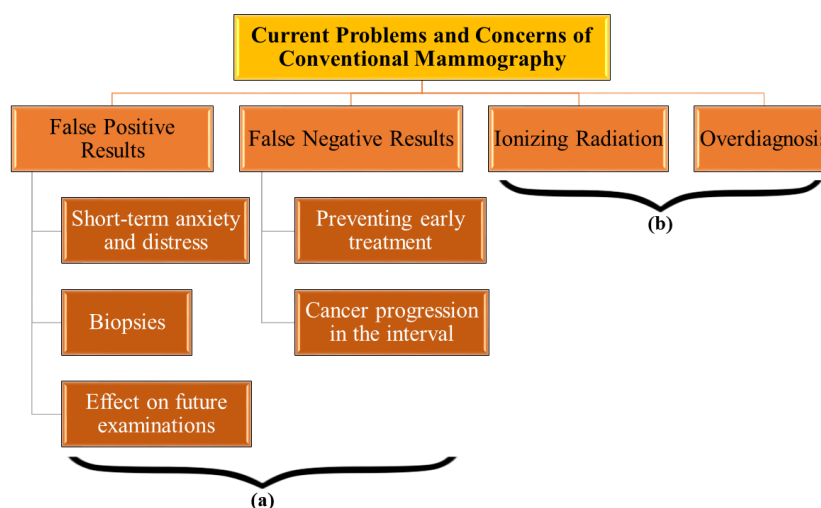 Current Problems and Concerns of
Conventional Mammography
False Positive
Results
False Negative Results
Ionizing Radiation
Overdiagnosis
Short-term anxiety
and distress
Preventing early
treatment
(b)
Biopsies
Cancer progression
in the interval
Effect on future
examinations
(a)